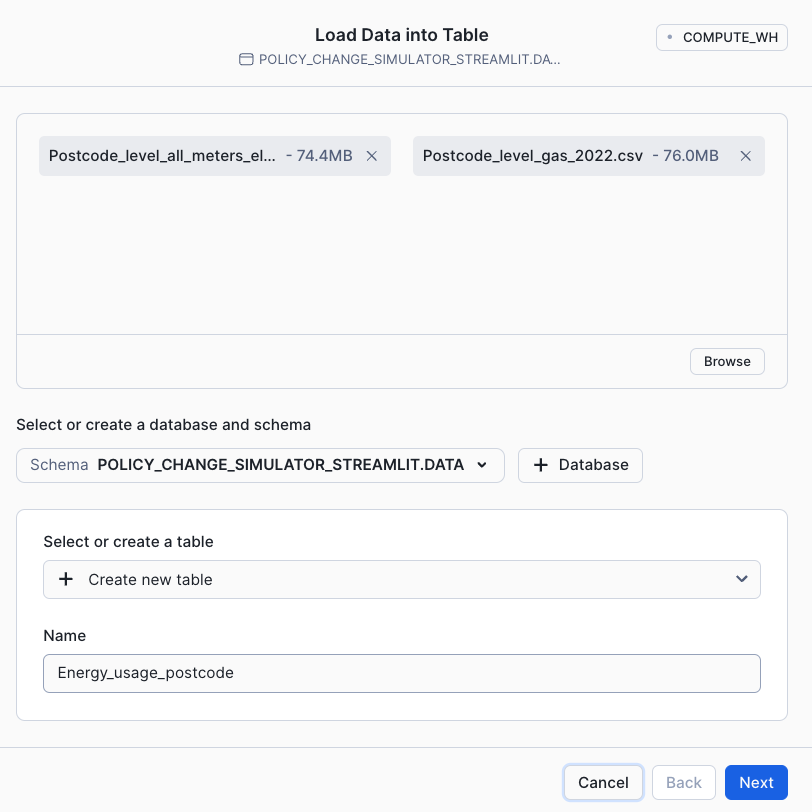 Load Data into Table
COMPUTE_WH
POLICY_CHANGE_SIMULATOR_STREAMLIT.DA...
Postcode_level_all_meters_el... - 74.4MB
Postcode_level_gas_2022.csv - 76.0MB
Browse
Select or create a database and schema
Schema POLICY_CHANGE_SIMULATOR_STREAMLIT.DATA
+ Database
Select or create a table
+ Create new table
Name
Energy_usage_postcode
Cancel Back Next